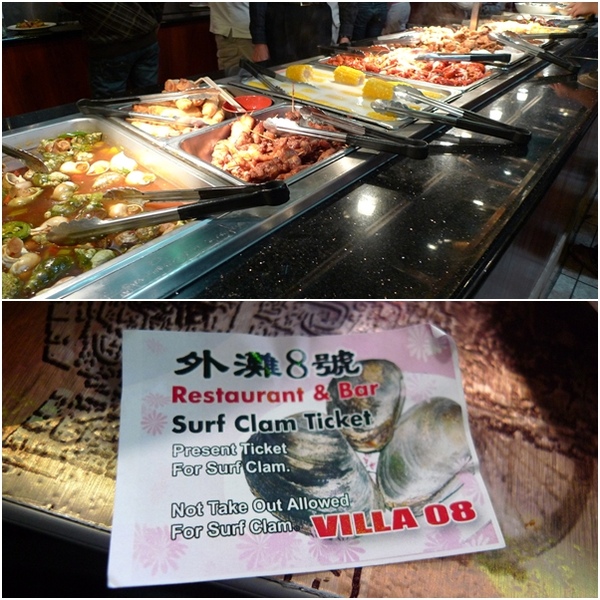 外灘8號
Restaurant & Bar
Surf Clam Ticket
Present Ticket
For Surf Clam.
Not Take Out Allowed
For Surf Clam.
VILLA 08